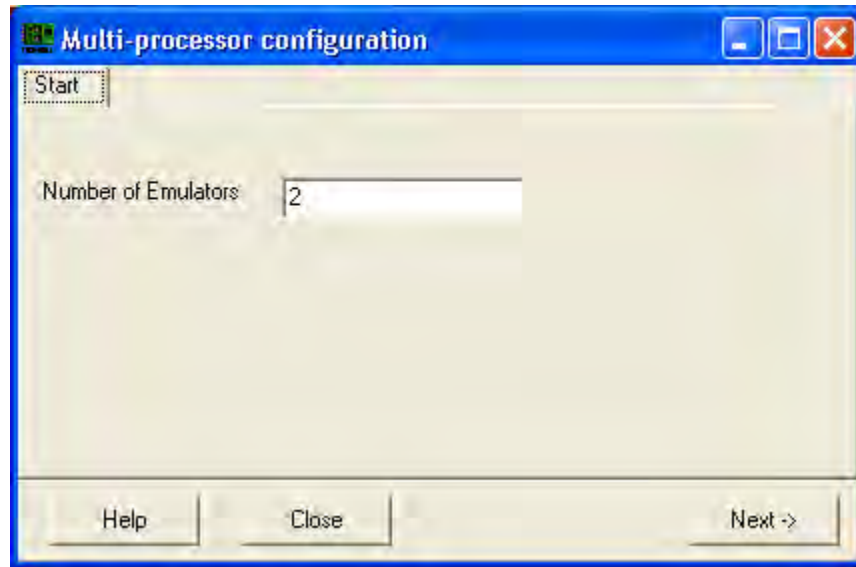 Multi-processor configuration
Start
Number of Emulators 2
Help Close Next ->